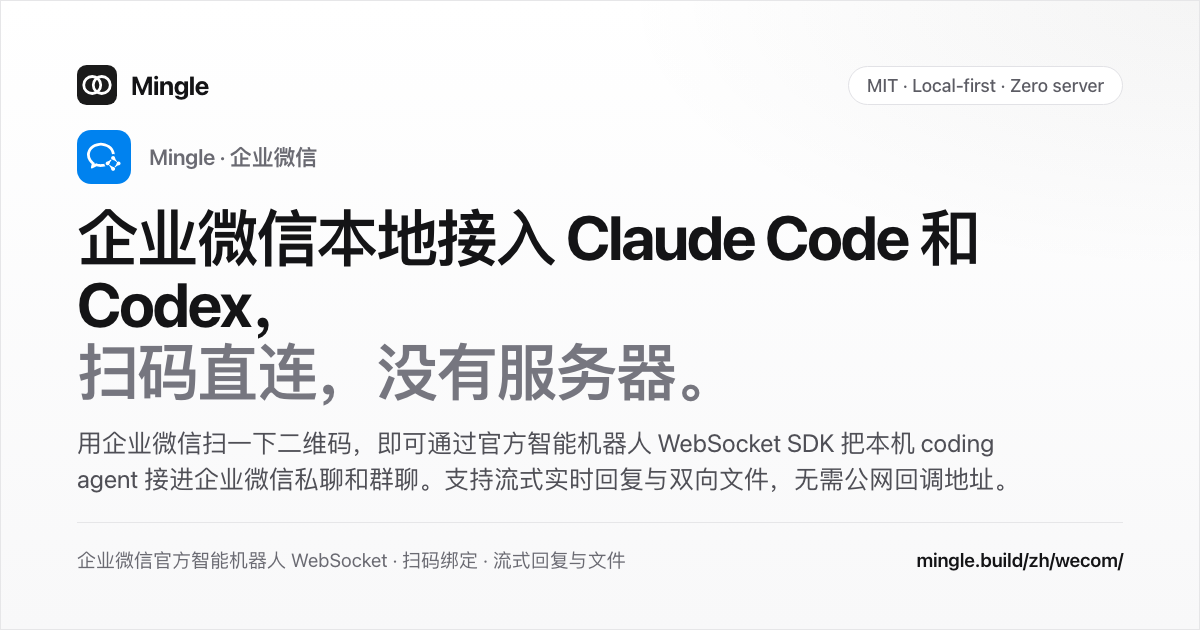 Mingle
MIT · Local-first · Zero server
Mingle · 企业微信
企业微信本地接入 Claude Code 和
Codex，
扫码直连，没有服务器。
用企业微信扫一下二维码，即可通过官方智能机器人 WebSocket SDK 把本机 coding
agent 接进企业微信私聊和群聊。支持流式实时回复与双向文件，无需公网回调地址。
企业微信官方智能机器人 WebSocket · 扫码绑定 · 流式回复与文件
mingle.build/zh/wecom/